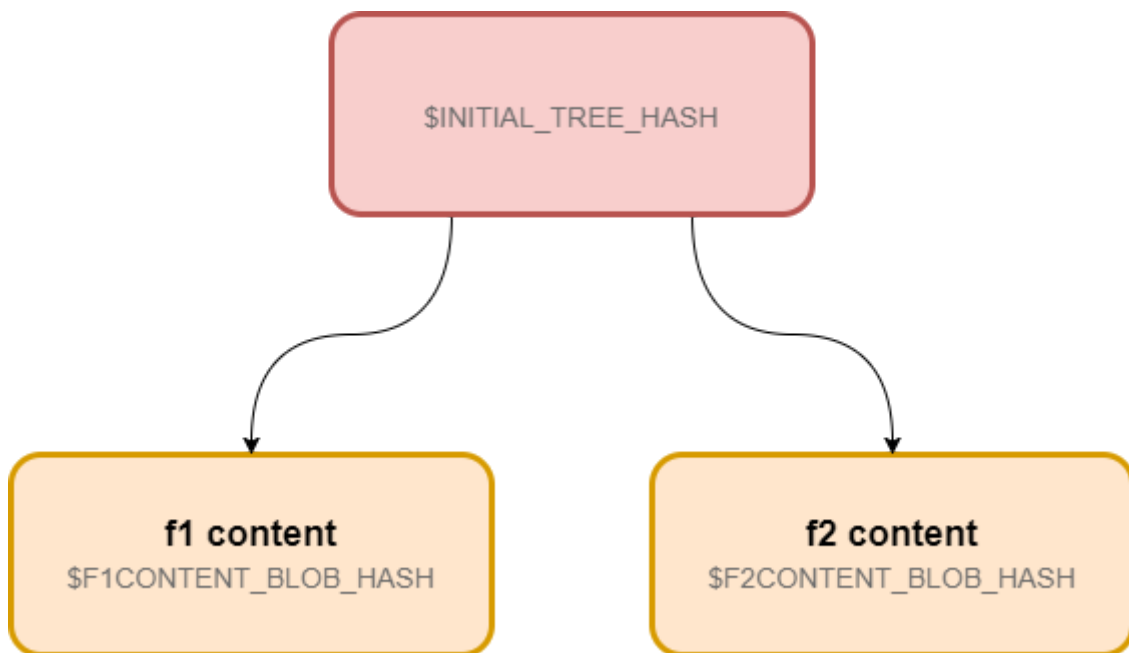 $INITIAL_TREE_HASH
f1 content
$F1CONTENT_BLOB_HASH
f2 content
$F2CONTENT_BLOB_HASH